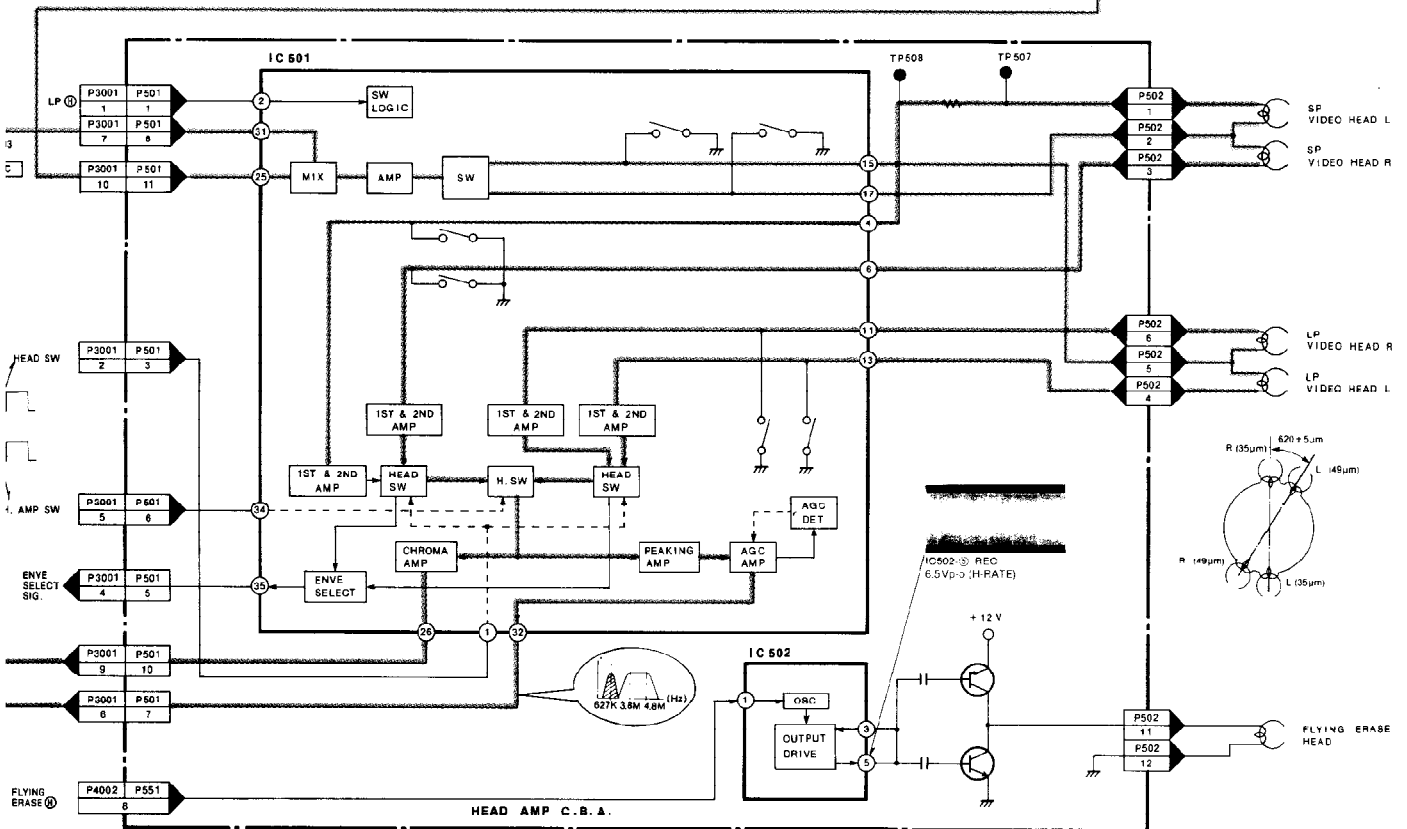 IC 501
TP508
TP507
LP Ⓗ
P3001 P501
1 1
P3001 P501
7 8
P3001 P501
10 11
2
31
25
SW
LOGIC
MIX
AMP
SW
15
17
4
6
11
13
P502
1
P502
2
P502
3
SP
VIDEO HEAD L
SP
VIDEO HEAD R
P502
6
P502
5
P502
4
LP
VIDEO HEAD R
LP
VIDEO HEAD L
HEAD SW
P3001 P501
2 3
1ST & 2ND
AMP
1ST & 2ND
AMP
1ST & 2ND
AMP
1ST & 2ND
AMP
HEAD
SW
H. SW
HEAD
SW
R (35μm)
620+5μm
L (49μm)
R (49μm)
L (35μm)
AMP SW
P3001 P501
5 6
34
AGC
DET
CHROMA
AMP
PEAKING
AMP
AGC
AMP
IC502-⑤ REC
6.5Vp-p (H-RATE)
ENVE
SELECT
SIG.
P3001 P501
4 5
35
ENVE
SELECT
26
1
32
P3001 P501
9 10
P3001 P501
6 7
627K 3.8M 4.8M (Hz)
IC 502
+ 12 V
1
OSC
OUTPUT
DRIVE
3
5
P502
11
P502
12
FLYING ERASE
HEAD
FLYING
ERASE Ⓗ
P4002 P551
8
HEAD AMP C.B.A.